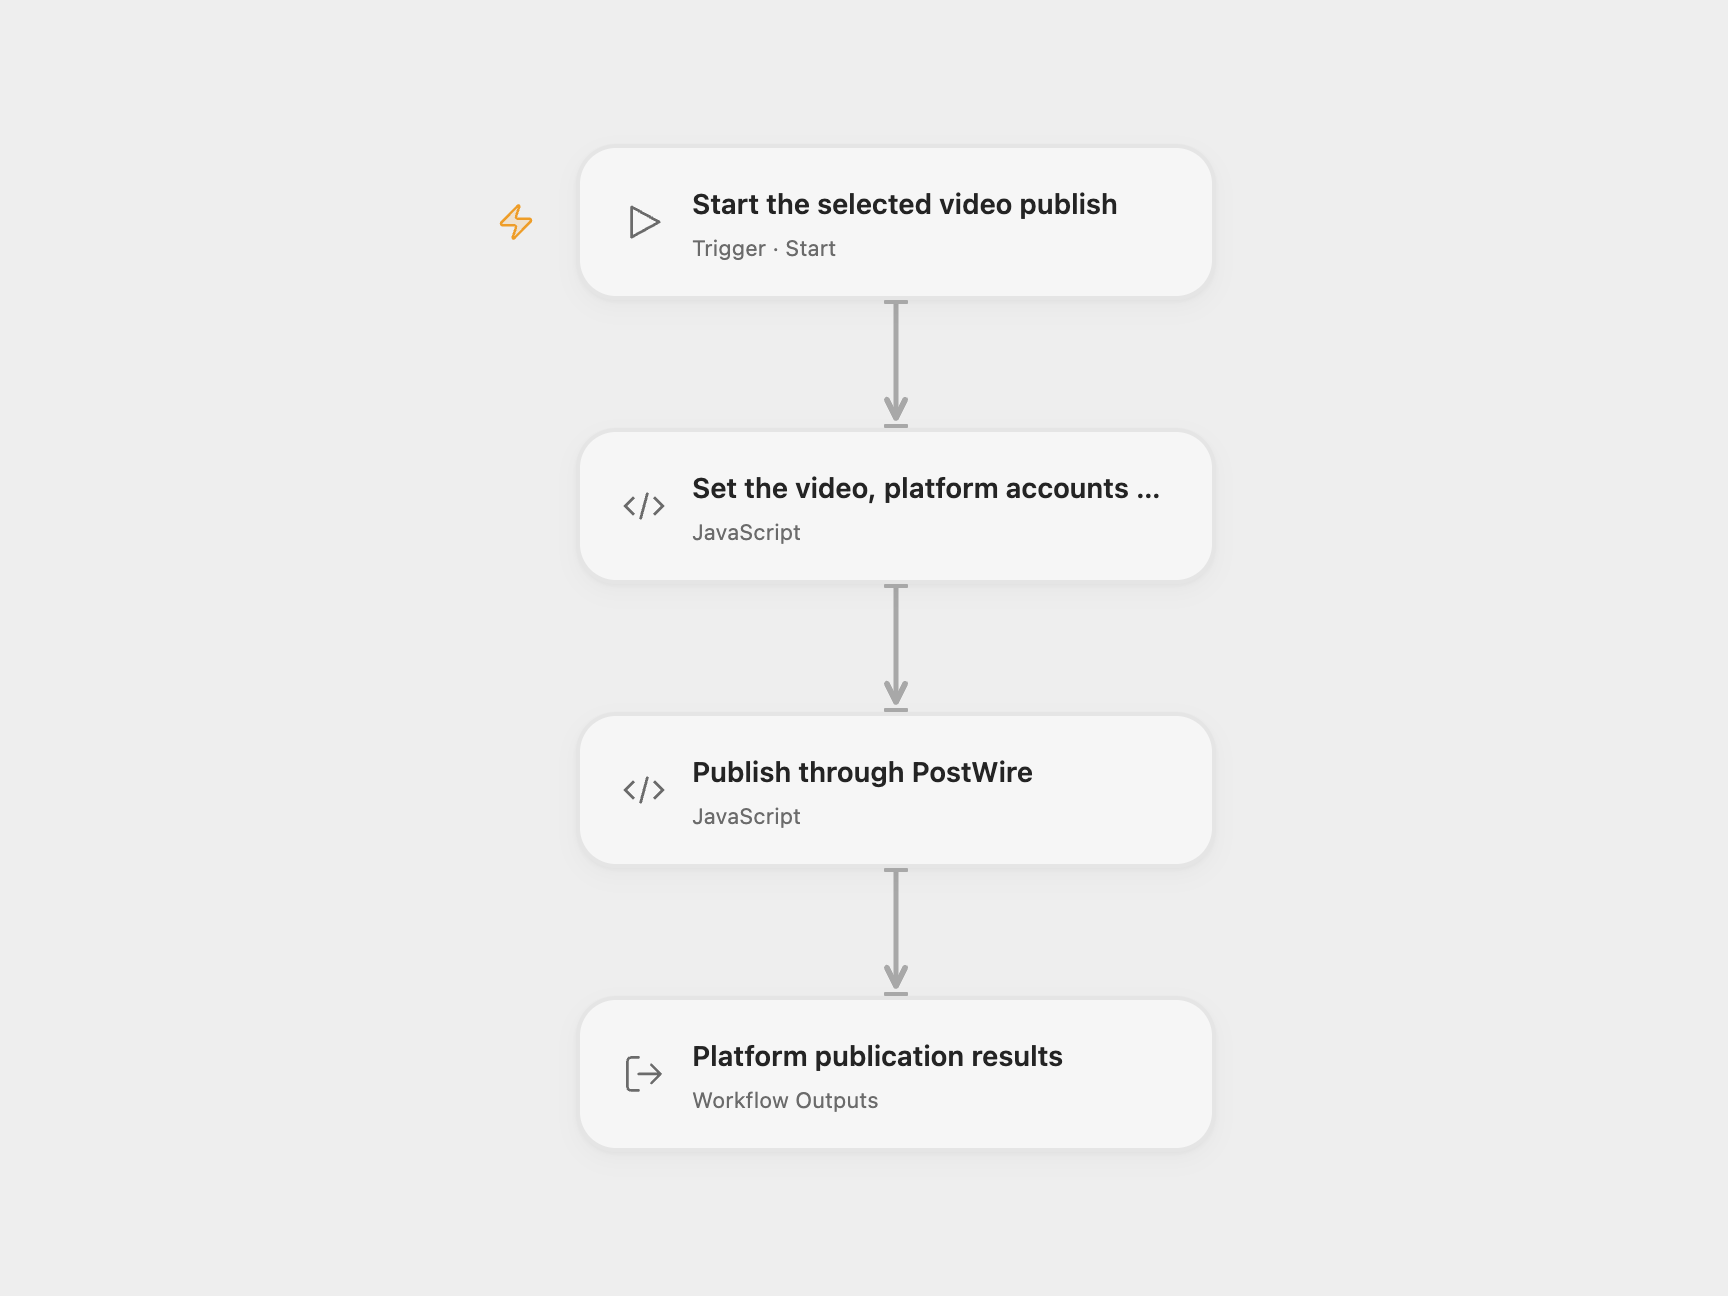 Start the selected video publish
Trigger · Start
Set the video, platform accounts ...
JavaScript
Publish through PostWire
JavaScript
Platform publication results
Workflow Outputs